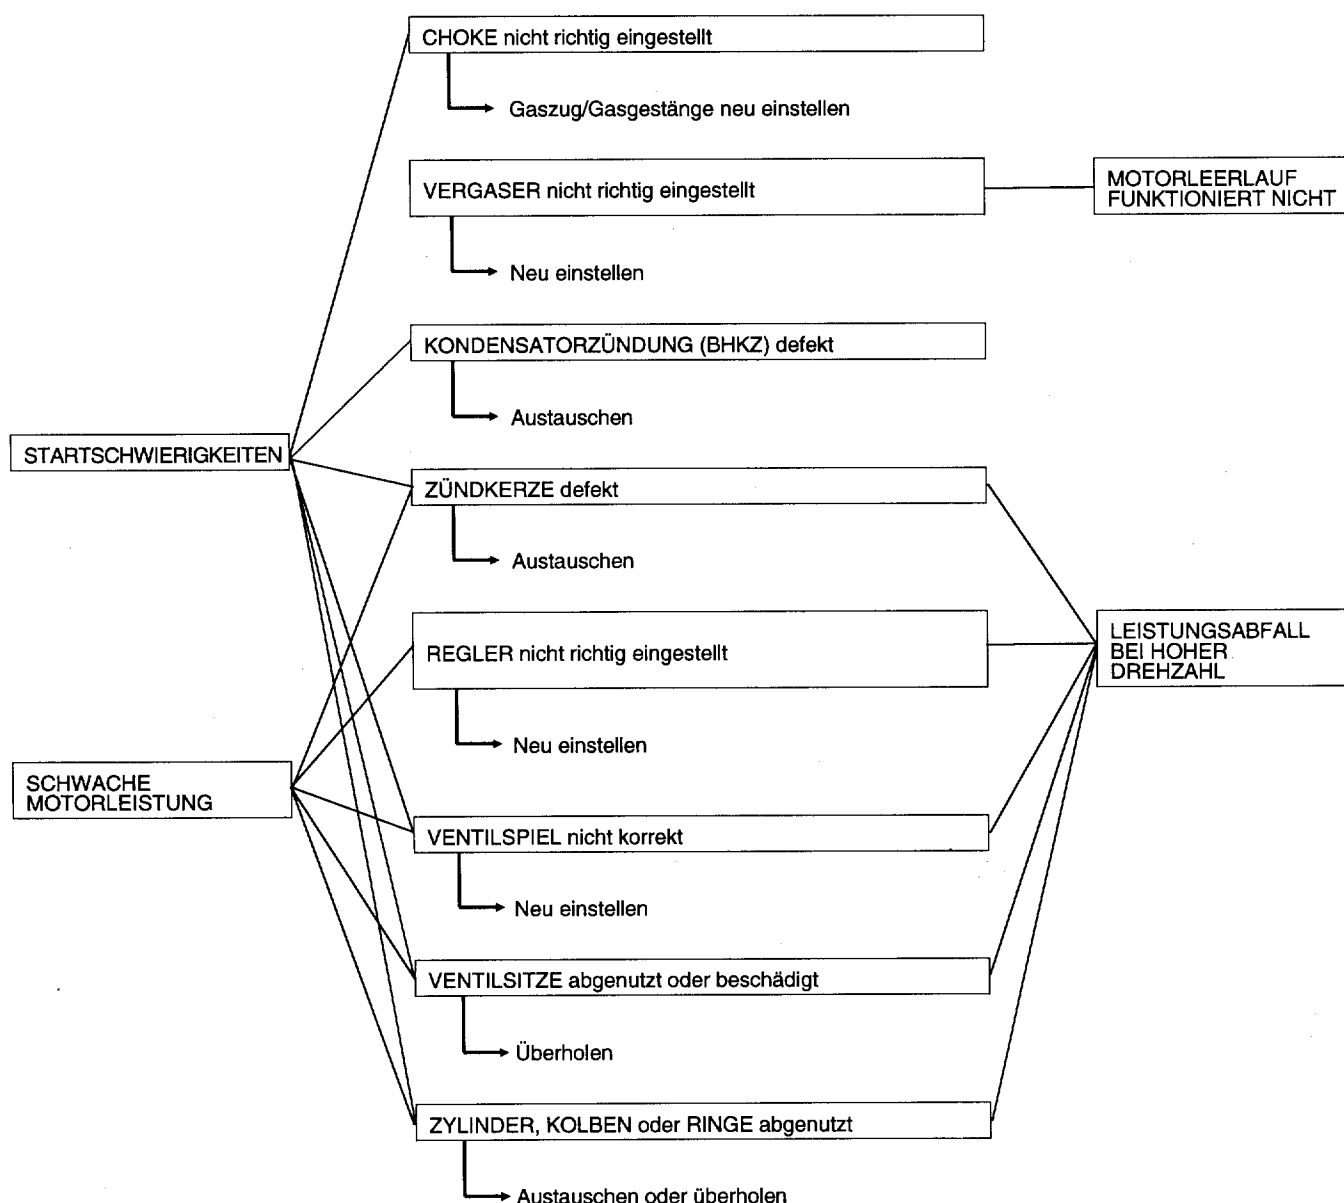 CHOKE nicht richtig eingestellt
Gaszug/Gasgestänge neu einstellen
VERGASER nicht richtig eingestellt
MOTORLEERLAUF
FUNKTIONIERT NICHT
Neu einstellen
KONDENSATORZÜNDUNG (BHKZ) defekt
Austauschen
STARTSCHWIERIGKEITEN
ZÜNDKERZE defekt
Austauschen
REGLER nicht richtig eingestellt
LEISTUNGSABFALL
BEI HOHER
DREHZAHL
Neu einstellen
SCHWACHE
MOTORLEISTUNG
VENTILSPIEL nicht korrekt
Neu einstellen
VENTILSITZE abgenutzt oder beschädigt
Überholen
ZYLINDER, KOLBEN oder RINGE abgenutzt
Austauschen oder überholen